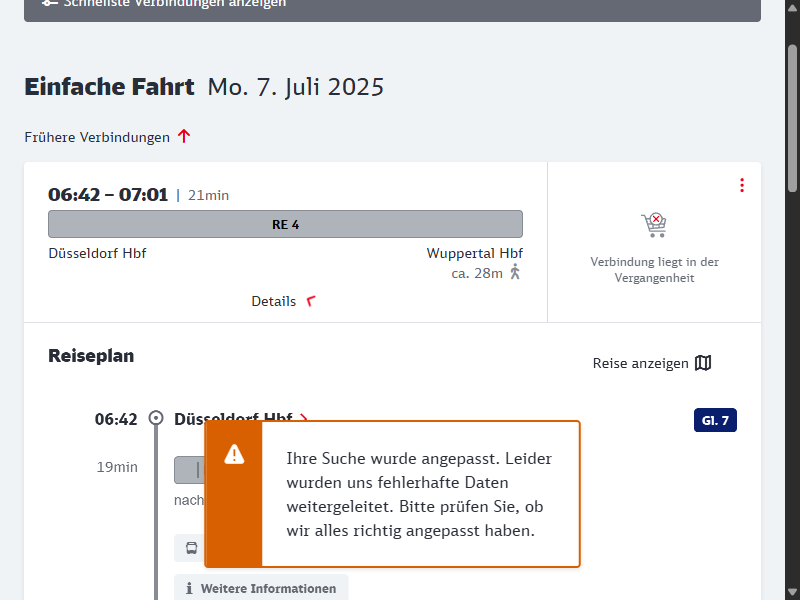 Schnellste Verbindungen anzeigen
Einfache Fahrt Mo. 7. Juli 2025
Frühere Verbindungen
06:42 – 07:01 | 21min
RE 4
Düsseldorf Hbf
Wuppertal Hbf
ca. 28m
Details
Verbindung liegt in der
Vergangenheit
Reiseplan
Reise anzeigen
06:42
Düsseldorf Hbf
Gl. 7
19min
nach
Ihre Suche wurde angepasst. Leider
wurden uns fehlerhafte Daten
weitergeleitet. Bitte prüfen Sie, ob
wir alles richtig angepasst haben.
Weitere Informationen